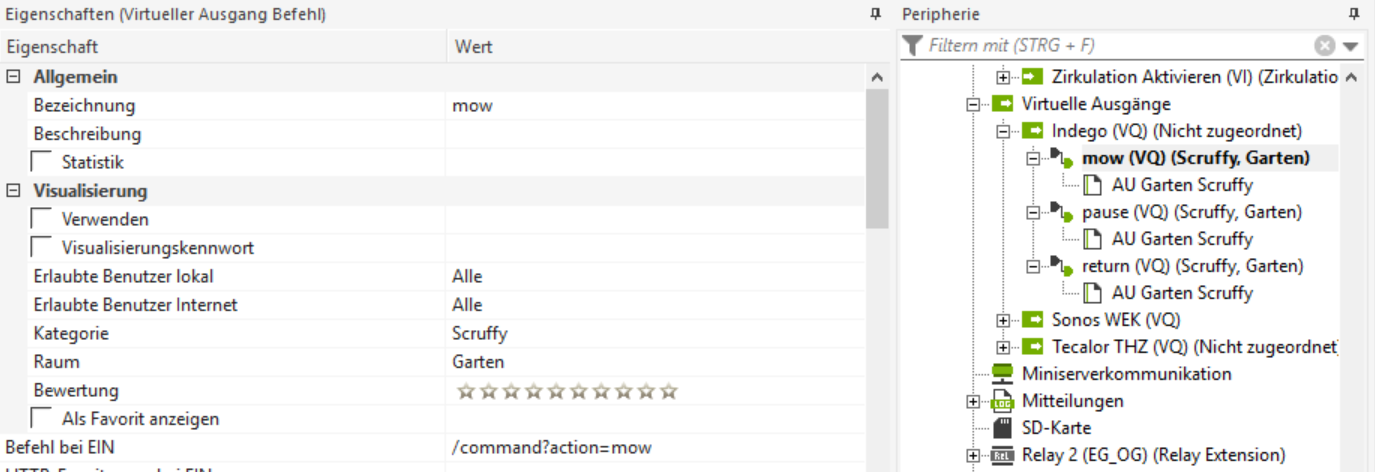 Eigenschaften (Virtueller Ausgang Befehl)
Eigenschaft Wert
Allgemein
Bezeichnung mow
Beschreibung
Statistik
Visualisierung
Verwenden
Visualisierungskennwort
Erlaubte Benutzer lokal Alle
Erlaubte Benutzer Internet Alle
Kategorie Scruffy
Raum Garten
Bewertung
Als Favorit anzeigen
Befehl bei EIN /command?action=mow
Peripherie
Filtern mit (STRG + F)
Zirkulation Aktivieren (VI) (Zirkulatio
Virtuelle Ausgänge
Indego (VQ) (Nicht zugeordnet)
mow (VQ) (Scruffy, Garten)
AU Garten Scruffy
pause (VQ) (Scruffy, Garten)
AU Garten Scruffy
return (VQ) (Scruffy, Garten)
AU Garten Scruffy
Sonos WEK (VQ)
Tecalor THZ (VQ) (Nicht zugeordnet
Miniserverkommunikation
LOG Mitteilungen
SD-Karte
REL Relay 2 (EG_OG) (Relay Extension)